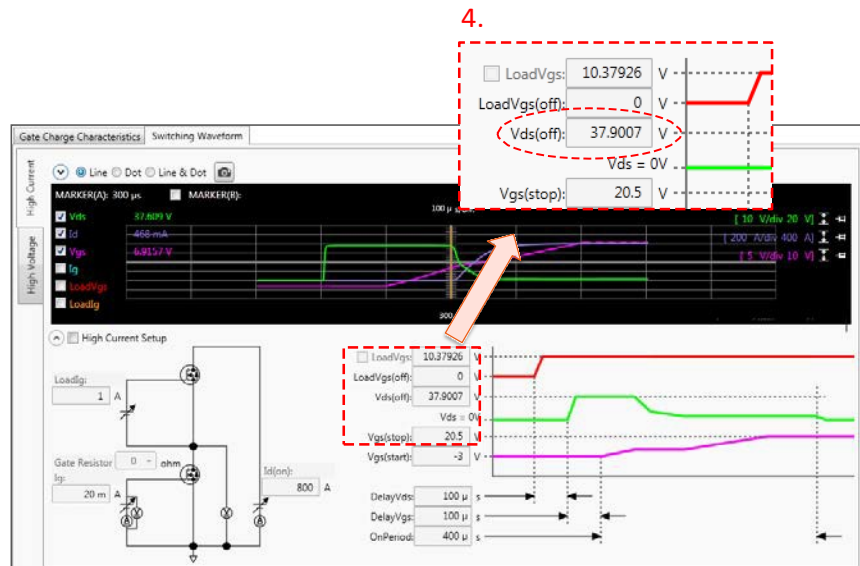 4.
LoadVgs: 10.37926 V
LoadVgs(off): 0 V
Vds(off): 37.9007 V
Vds = 0V
Vgs(stop): 20.5 V
Gate Charge Characteristics Switching Waveform
High Current
High Voltage
Line Dot Line & Dot
MARKER(A): 300 µs MARKER(B):
100 µ s/div.
Vds 37.609 V [ 10 V/div 20 V]
Id 468 mA [ 200 A/div 400 A]
Vgs 6.9157 V [ 5 V/div 10 V]
Ig
LoadVgs
LoadIg
300
High Current Setup
LoadIg:
1 A
Gate Resistor 0 ohm
Ig:
20 m A
Id(on):
800 A
LoadVgs: 10.37926 V
LoadVgs(off): 0 V
Vds(off): 37.9007 V
Vds = 0V
Vgs(stop): 20.5 V
Vgs(start): -3 V
DelayVds: 100 µ s
DelayVgs: 100 µ s
OnPeriod: 400 µ s
A V V A